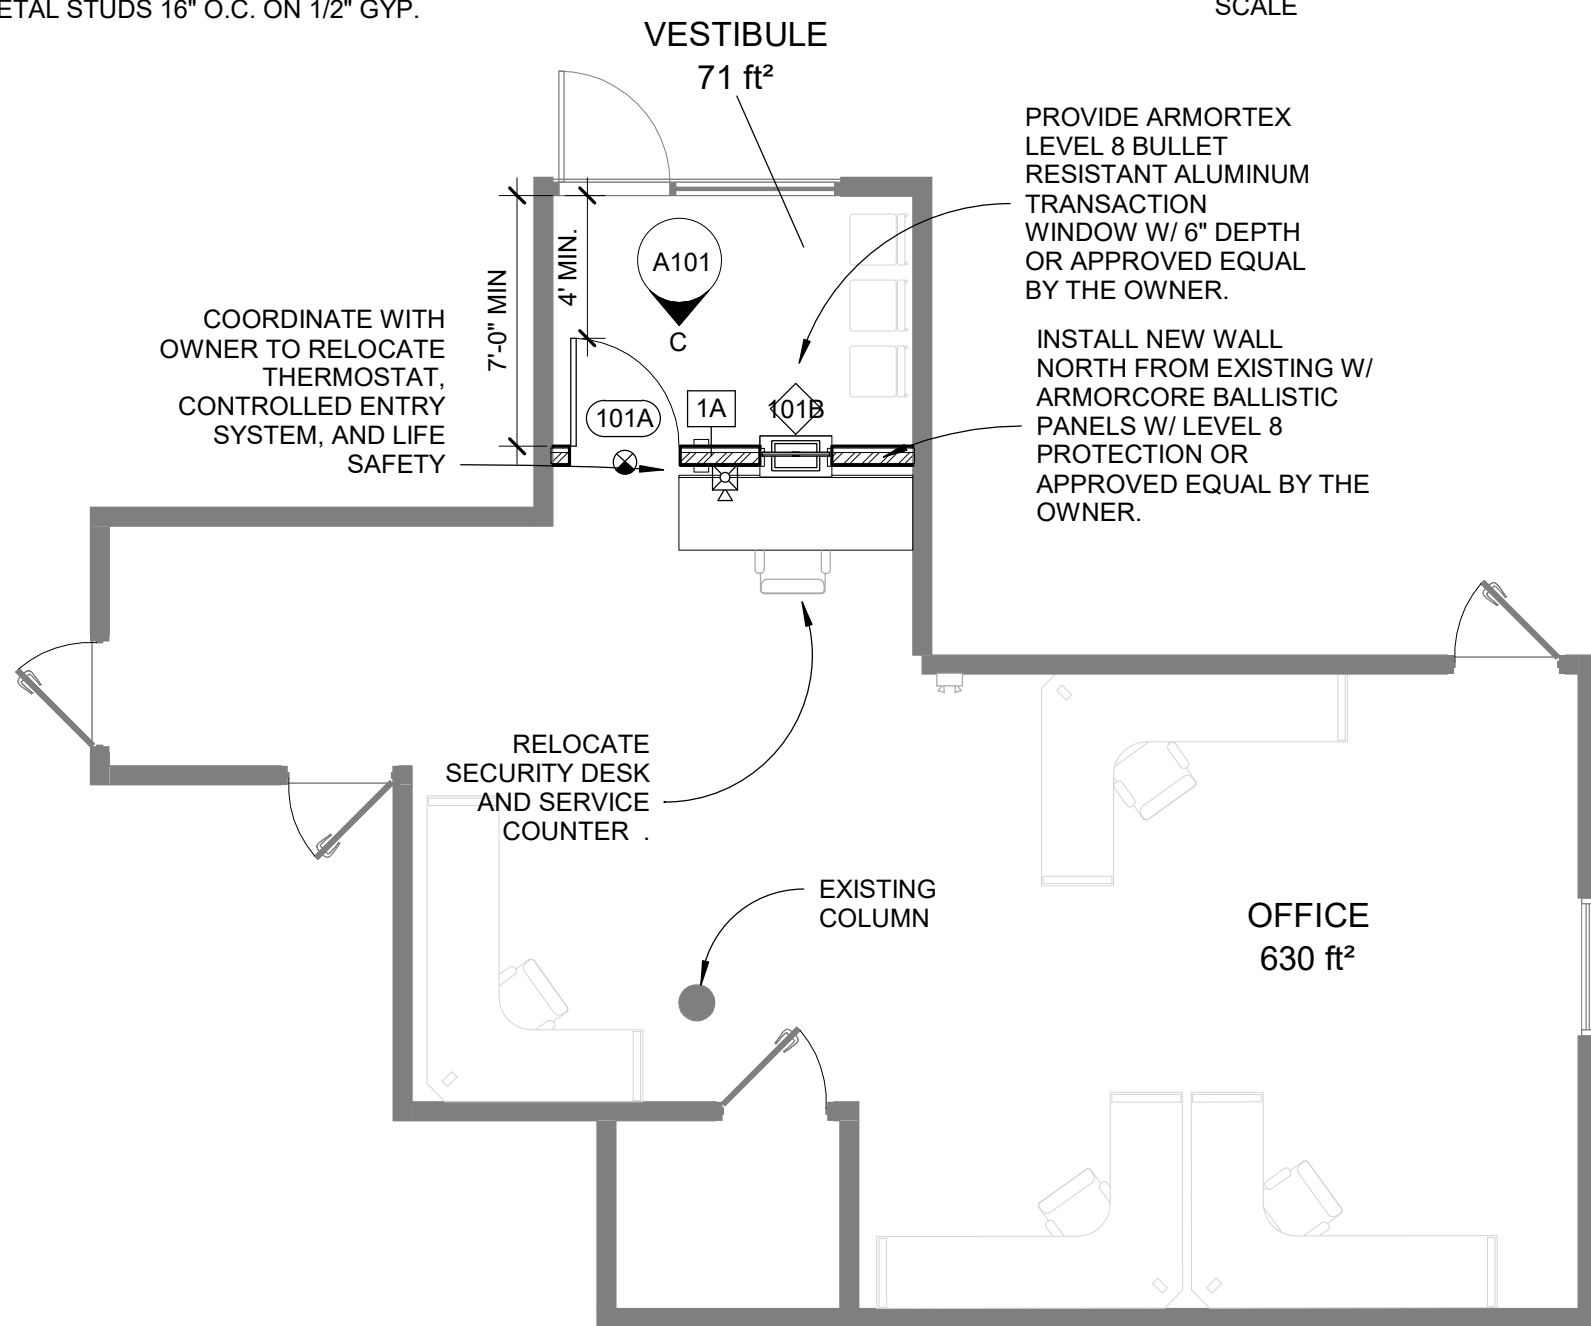 ETAL STUDS 16" O.C. ON 1/2" GYP.
SCALE
VESTIBULE
71 ft²
PROVIDE ARMORTEX
LEVEL 8 BULLET
RESISTANT ALUMINUM
TRANSACTION
WINDOW W/ 6" DEPTH
OR APPROVED EQUAL
BY THE OWNER.
4' MIN.
7'-0" MIN
A101
C
COORDINATE WITH
OWNER TO RELOCATE
THERMOSTAT,
CONTROLLED ENTRY
SYSTEM, AND LIFE
SAFETY
INSTALL NEW WALL
NORTH FROM EXISTING W/
ARMORCORE BALLISTIC
PANELS W/ LEVEL 8
PROTECTION OR
APPROVED EQUAL BY THE
OWNER.
101A
1A
101B
RELOCATE
SECURITY DESK
AND SERVICE
COUNTER .
EXISTING
COLUMN
OFFICE
630 ft²